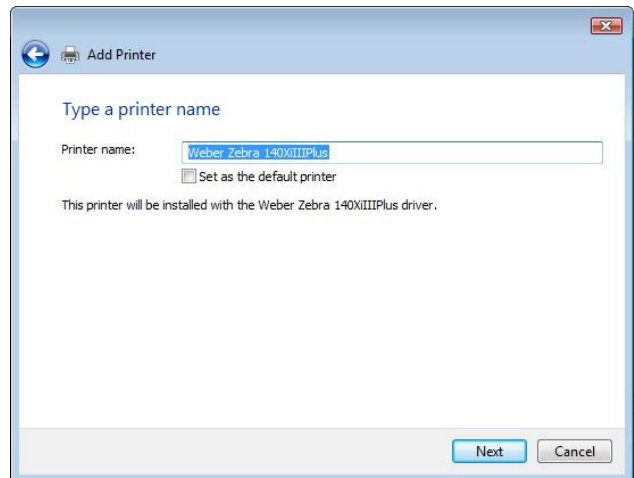 Add Printer
Type a printer name
Printer name: Weber Zebra 140XiIIIPlus
Set as the default printer
This printer will be installed with the Weber Zebra 140XiIIIPlus driver.
Next Cancel